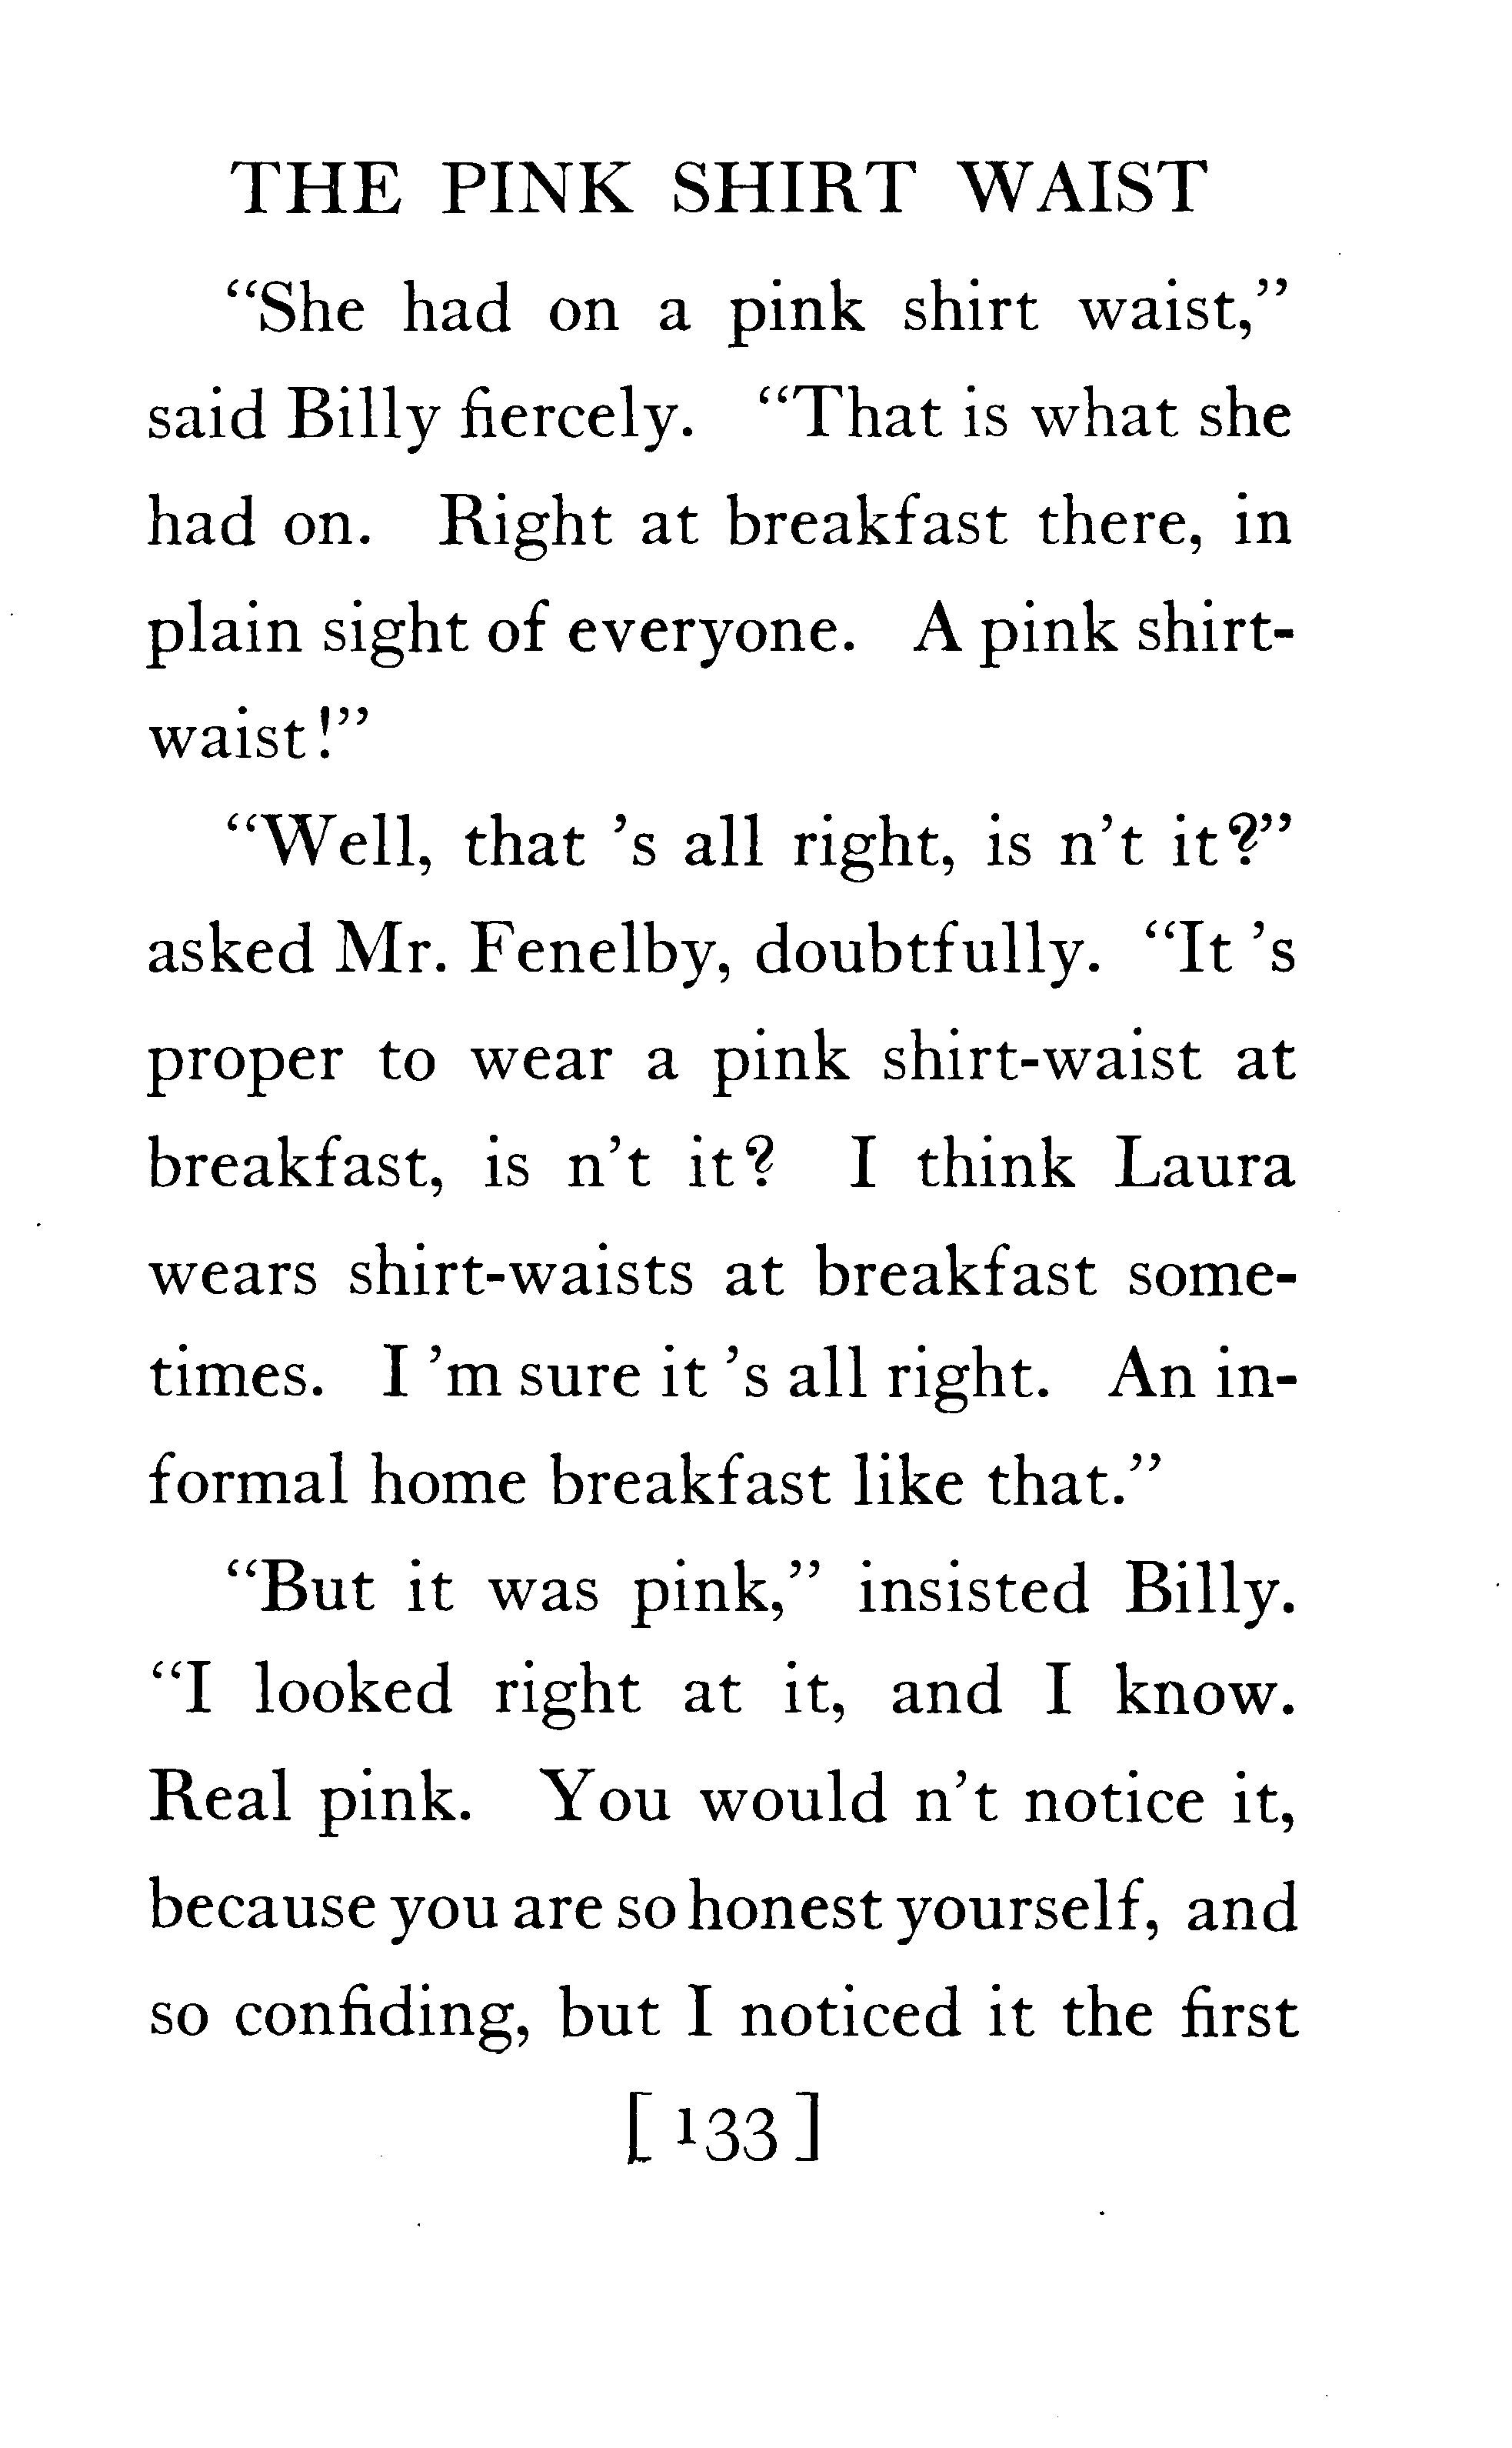 THE PINK SHIRT WAIST
“She had on a pink shirt waist,”
said Billy fiercely. “That is what she
had on. Right at breakfast there, in
plain sight of everyone. A pink shirt-
waist!”
“Well, that ’s all right, is n’t it?”
asked Mr. Fenelby, doubtfully. “It ’s
proper to wear a pink shirt-waist at
breakfast, is n’t it? I think Laura
wears shirt-waists at breakfast some-
times. I ’m sure it ’s all right. An in-
formal home breakfast like that.”
“But it was pink,” insisted Billy.
“I looked right at it, and I know.
Real pink. You would n’t notice it,
because you are so honest yourself, and
so confiding, but I noticed it the first
[ 133 ]